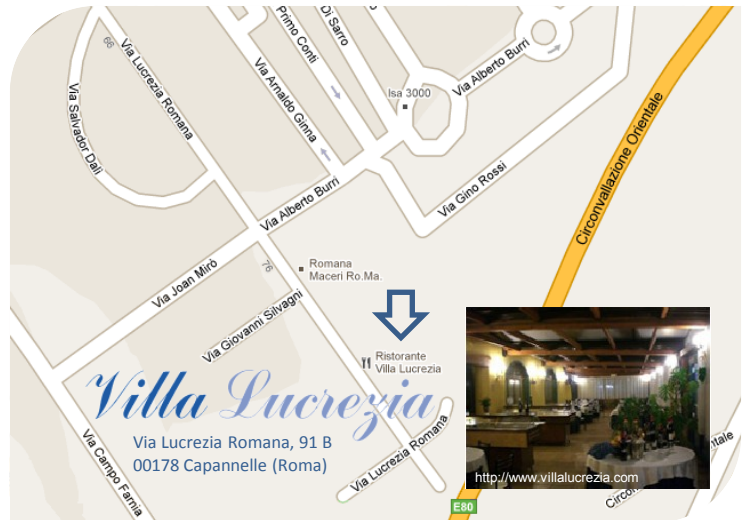 Primo Conti
Di Sarro
Via Lucrezia Romana
66
Via Alberto Burri
Via Arnaldo Ginna
Via Salvador Dalì
Isa 3000
Circonvallazione Orientale
Via Gino Rossi
Via Alberto Burri
Via Joan Mirò
76
Romana
Maceri Ro.Ma.
Via Giovanni Silvagni
Ristorante
Villa Lucrezia
Villa Lucrezia
Via Lucrezia Romana, 91 B
00178 Capannelle (Roma)
Via Lucrezia Romana
Via Campo Farnia
http://www.villalucrezia.com
E80